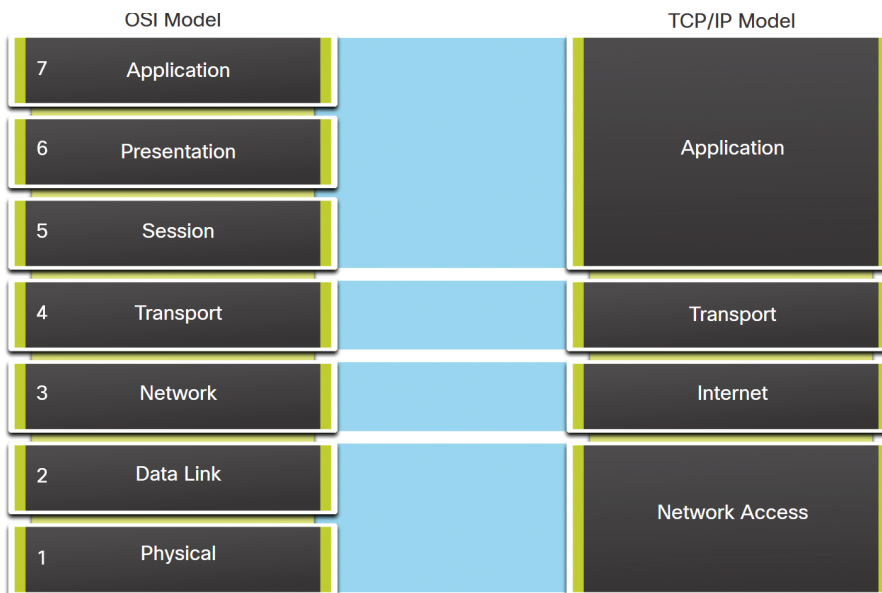 OSI Model
TCP/IP Model
7 Application
6 Presentation
5 Session
4 Transport
3 Network
2 Data Link
1 Physical
Application
Transport
Internet
Network Access